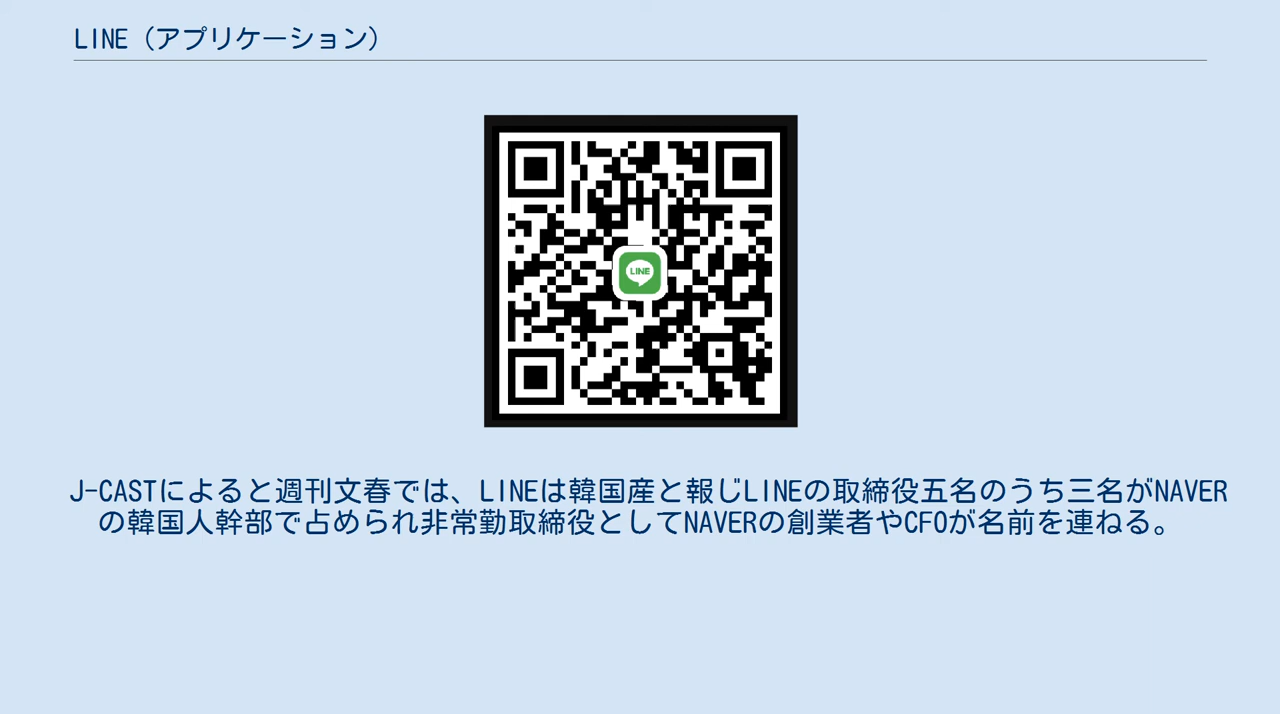 LINE（アプリケーション）
LINE
J-CASTによると週刊文春では、LINEは韓国産と報じLINEの取締役五名のうち三名がNAVER
の韓国人幹部で占められ非常勤取締役としてNAVERの創業者やCFOが名前を連ねる。